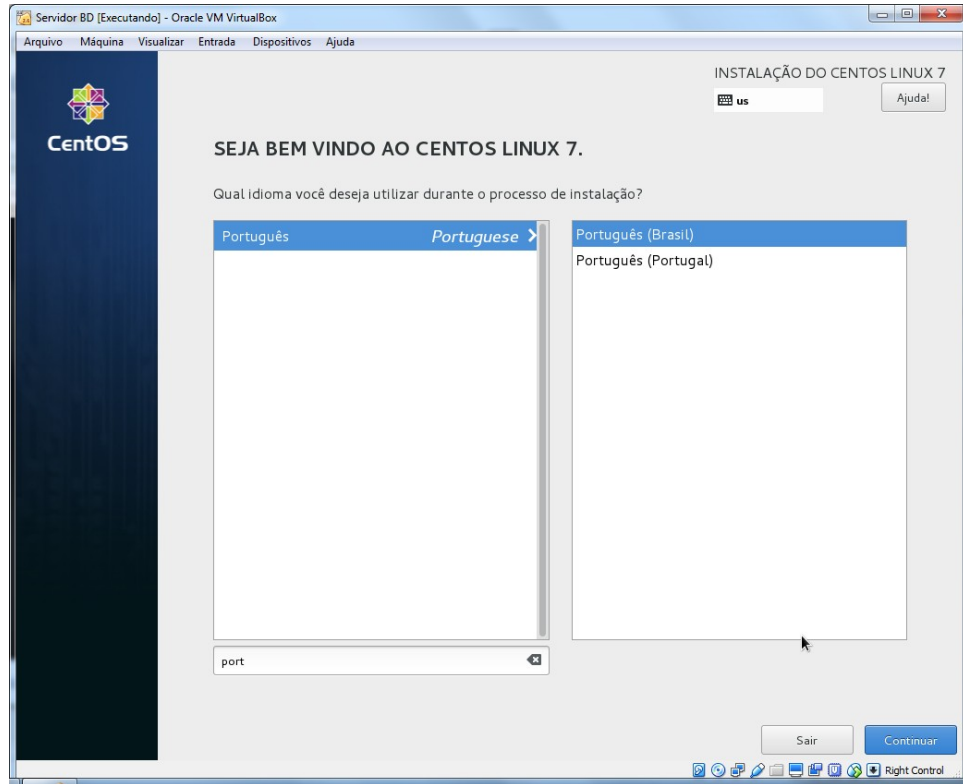 Servidor BD [Executando] - Oracle VM VirtualBox
Arquivo Máquina Visualizar Entrada Dispositivos Ajuda
INSTALAÇÃO DO CENTOS LINUX 7
us
Ajuda!
CentOS
SEJA BEM VINDO AO CENTOS LINUX 7.
Qual idioma você deseja utilizar durante o processo de instalação?
Português Portuguese
Português (Brasil)
Português (Portugal)
port
Sair
Continuar
Right Control